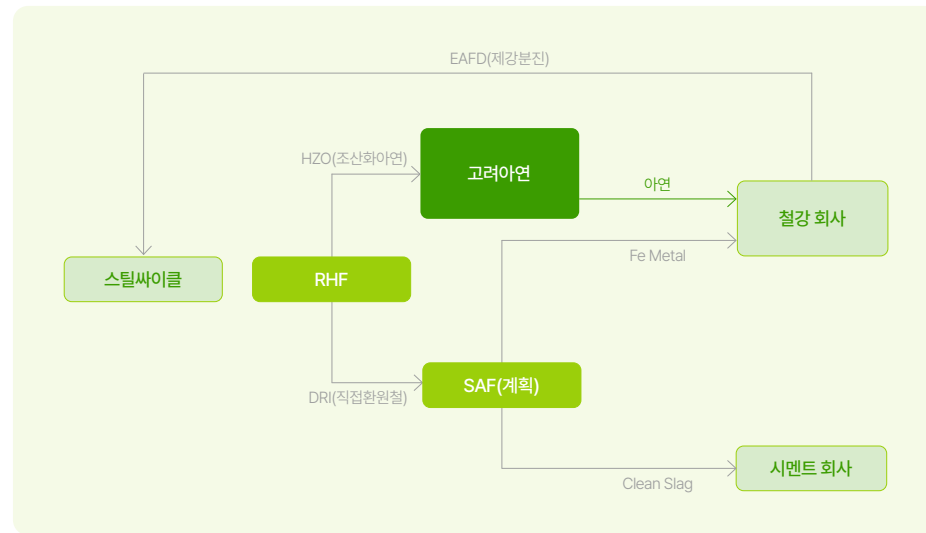 EAFD(제강분진)
HZO(조산화아연)
고려아연
아연
철강 회사
Fe Metal
스틸싸이클
RHF
DRI(직접환원철)
SAF(계획)
시멘트 회사
Clean Slag